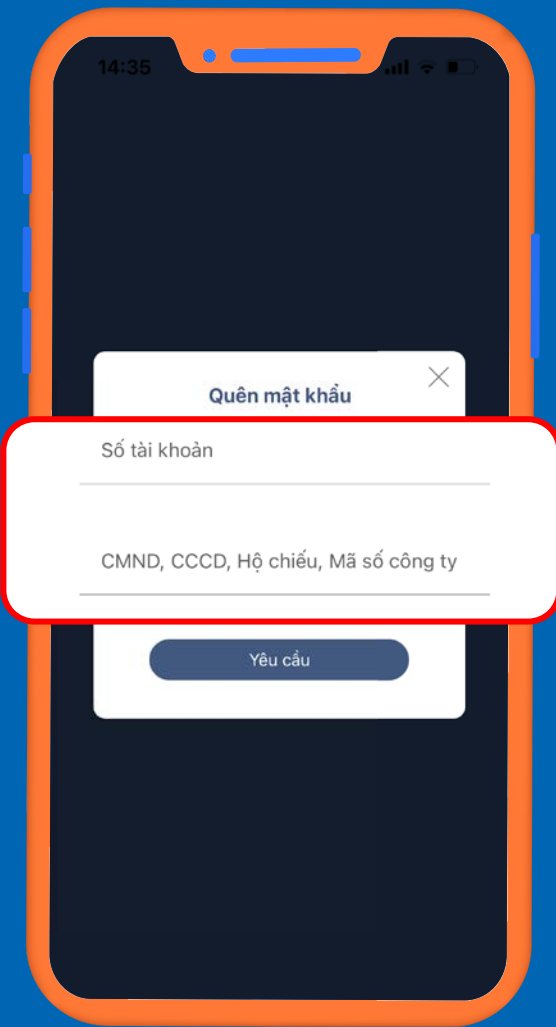 14:35
Quên mật khẩu
Số tài khoản
CMND, CCCD, Hộ chiếu, Mã số công ty
Yêu cầu